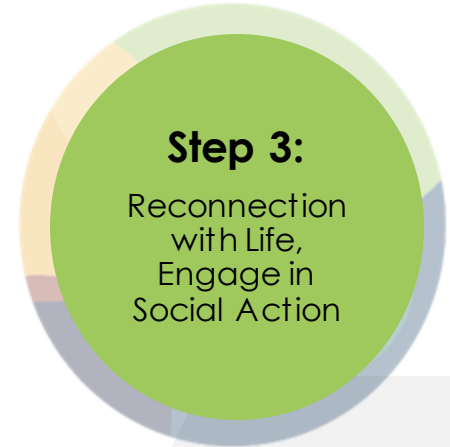 Step 3:
Reconnection
with Life,
Engage in
Social Action